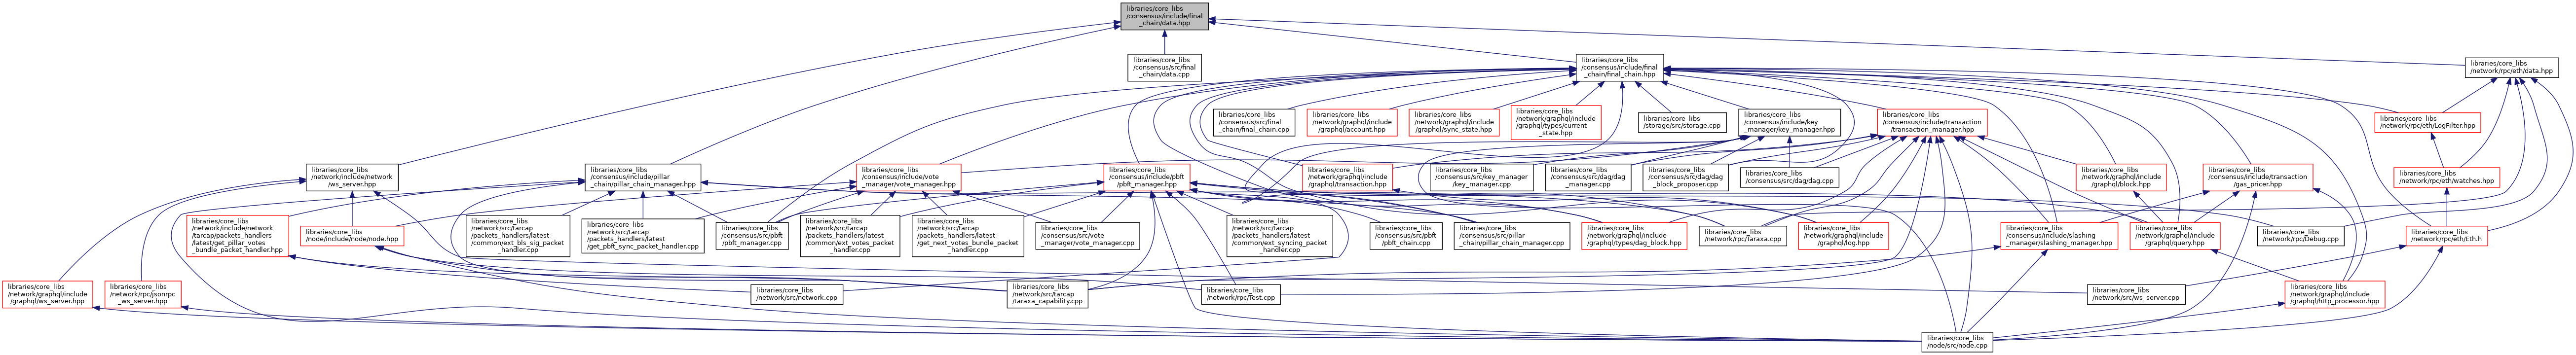 libraries/core_libs
/consensus/include/final
_chain/data.hpp
libraries/core_libs
/consensus/src/final
_chain/data.cpp
libraries/core_libs
/consensus/include/final
_chain/final_chain.hpp
libraries/core_libs
/network/rpc/eth/data.hpp
libraries/core_libs
/consensus/src/final
_chain/final_chain.cpp
libraries/core_libs
/network/graphql/include
/graphql/account.hpp
libraries/core_libs
/network/graphql/include
/graphql/sync_state.hpp
libraries/core_libs
/network/graphql/include
/graphql/types/current
_state.hpp
libraries/core_libs
/storage/src/storage.cpp
libraries/core_libs
/consensus/include/key
_manager/key_manager.hpp
libraries/core_libs
/consensus/include/transaction
/transaction_manager.hpp
libraries/core_libs
/network/rpc/eth/LogFilter.hpp
libraries/core_libs
/network/include/network
/ws_server.hpp
libraries/core_libs
/consensus/include/pillar
_chain/pillar_chain_manager.hpp
libraries/core_libs
/consensus/include/vote
_manager/vote_manager.hpp
libraries/core_libs
/consensus/include/pbft
/pbft_manager.hpp
libraries/core_libs
/network/graphql/include
/graphql/transaction.hpp
libraries/core_libs
/consensus/src/key_manager
/key_manager.cpp
libraries/core_libs
/consensus/src/dag/dag
_manager.cpp
libraries/core_libs
/consensus/src/dag/dag
_block_proposer.cpp
libraries/core_libs
/consensus/src/dag/dag.cpp
libraries/core_libs
/network/graphql/include
/graphql/block.hpp
libraries/core_libs
/consensus/include/transaction
/gas_pricer.hpp
libraries/core_libs
/network/rpc/eth/watches.hpp
libraries/core_libs
/network/include/network
/tarcap/packets_handlers
/latest/get_pillar_votes
_bundle_packet_handler.hpp
libraries/core_libs
/node/include/node/node.hpp
libraries/core_libs
/network/src/tarcap
/packets_handlers/latest
/common/ext_bls_sig_packet
_handler.cpp
libraries/core_libs
/network/src/tarcap
/packets_handlers/latest
/get_pbft_sync_packet_handler.cpp
libraries/core_libs
/consensus/src/pbft
/pbft_manager.cpp
libraries/core_libs
/network/src/tarcap
/packets_handlers/latest
/common/ext_votes_packet
_handler.cpp
libraries/core_libs
/network/src/tarcap
/packets_handlers/latest
/get_next_votes_bundle_packet
_handler.cpp
libraries/core_libs
/consensus/src/vote
_manager/vote_manager.cpp
libraries/core_libs
/network/src/tarcap
/packets_handlers/latest
/common/ext_syncing_packet
_handler.cpp
libraries/core_libs
/consensus/src/pbft
/pbft_chain.cpp
libraries/core_libs
/consensus/src/pillar
_chain/pillar_chain_manager.cpp
libraries/core_libs
/network/graphql/include
/graphql/types/dag_block.hpp
libraries/core_libs
/network/rpc/Taraxa.cpp
libraries/core_libs
/network/graphql/include
/graphql/log.hpp
libraries/core_libs
/consensus/include/slashing
_manager/slashing_manager.hpp
libraries/core_libs
/network/graphql/include
/graphql/query.hpp
libraries/core_libs
/network/rpc/Debug.cpp
libraries/core_libs
/network/rpc/eth/Eth.h
libraries/core_libs
/network/graphql/include
/graphql/ws_server.hpp
libraries/core_libs
/network/rpc/jsonrpc
_ws_server.hpp
libraries/core_libs
/network/src/network.cpp
libraries/core_libs
/network/src/tarcap
/taraxa_capability.cpp
libraries/core_libs
/network/rpc/Test.cpp
libraries/core_libs
/network/src/ws_server.cpp
libraries/core_libs
/network/graphql/include
/graphql/http_processor.hpp
libraries/core_libs
/node/src/node.cpp